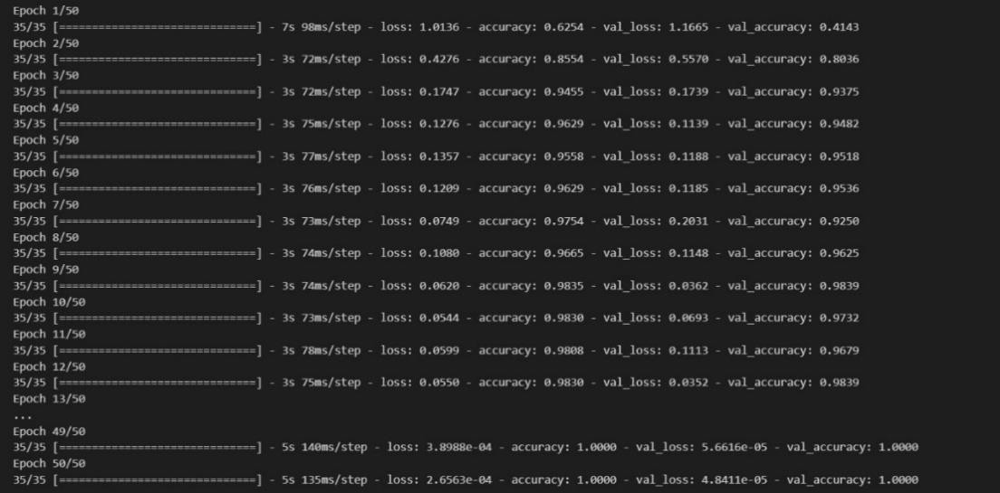 Epoch 1/50
35/35 [==============================] - 7s 98ms/step - loss: 1.0136 - accuracy: 0.6254 - val_loss: 1.1665 - val_accuracy: 0.4143
Epoch 2/50
35/35 [==============================] - 3s 72ms/step - loss: 0.4276 - accuracy: 0.8554 - val_loss: 0.5570 - val_accuracy: 0.8036
Epoch 3/50
35/35 [==============================] - 3s 72ms/step - loss: 0.1747 - accuracy: 0.9455 - val_loss: 0.1739 - val_accuracy: 0.9375
Epoch 4/50
35/35 [==============================] - 3s 75ms/step - loss: 0.1276 - accuracy: 0.9629 - val_loss: 0.1139 - val_accuracy: 0.9482
Epoch 5/50
35/35 [==============================] - 3s 77ms/step - loss: 0.1357 - accuracy: 0.9558 - val_loss: 0.1188 - val_accuracy: 0.9518
Epoch 6/50
35/35 [==============================] - 3s 76ms/step - loss: 0.1209 - accuracy: 0.9629 - val_loss: 0.1185 - val_accuracy: 0.9536
Epoch 7/50
35/35 [==============================] - 3s 73ms/step - loss: 0.0749 - accuracy: 0.9754 - val_loss: 0.2031 - val_accuracy: 0.9250
Epoch 8/50
35/35 [==============================] - 3s 74ms/step - loss: 0.1080 - accuracy: 0.9665 - val_loss: 0.1148 - val_accuracy: 0.9625
Epoch 9/50
35/35 [==============================] - 3s 74ms/step - loss: 0.0620 - accuracy: 0.9835 - val_loss: 0.0362 - val_accuracy: 0.9839
Epoch 10/50
35/35 [==============================] - 3s 73ms/step - loss: 0.0544 - accuracy: 0.9830 - val_loss: 0.0693 - val_accuracy: 0.9732
Epoch 11/50
35/35 [==============================] - 3s 78ms/step - loss: 0.0599 - accuracy: 0.9808 - val_loss: 0.1113 - val_accuracy: 0.9679
Epoch 12/50
35/35 [==============================] - 3s 75ms/step - loss: 0.0550 - accuracy: 0.9830 - val_loss: 0.0352 - val_accuracy: 0.9839
Epoch 13/50
...
Epoch 49/50
35/35 [==============================] - 5s 140ms/step - loss: 3.8988e-04 - accuracy: 1.0000 - val_loss: 5.6616e-05 - val_accuracy: 1.0000
Epoch 50/50
35/35 [==============================] - 5s 135ms/step - loss: 2.6563e-04 - accuracy: 1.0000 - val_loss: 4.8411e-05 - val_accuracy: 1.0000